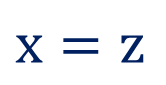 x = z